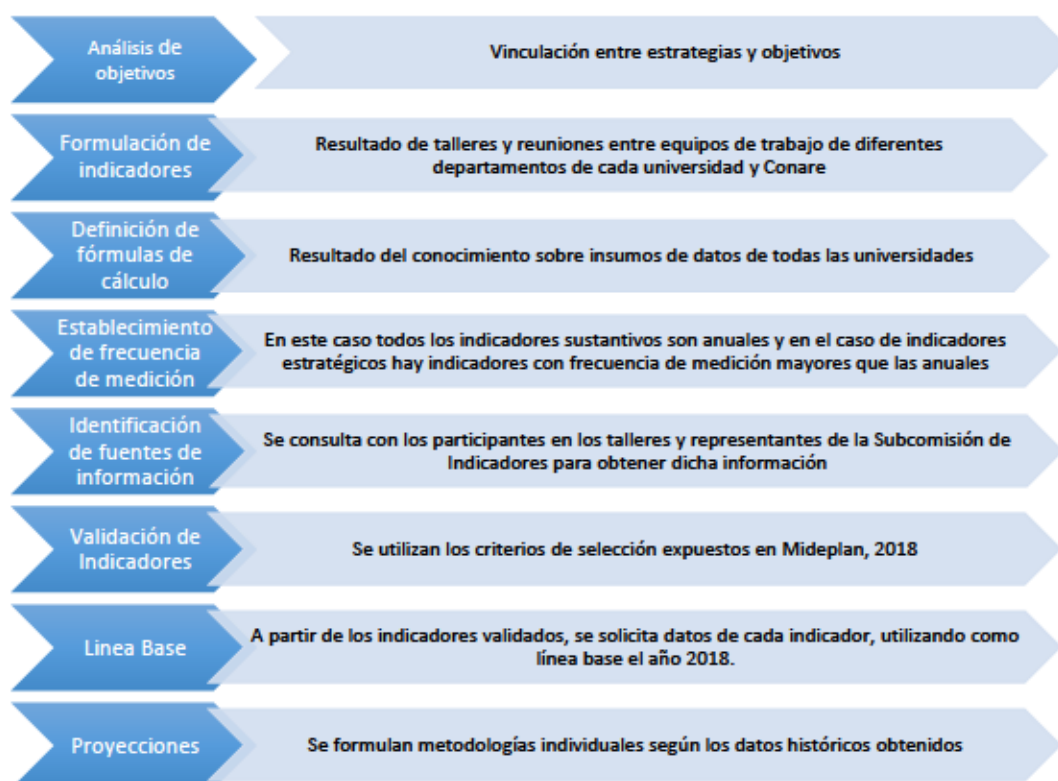 Análisis de
objetivos
Vinculación entre estrategias y objetivos
Formulación de
indicadores
Resultado de talleres y reuniones entre equipos de trabajo de diferentes
departamentos de cada universidad y Conare
Definición de
fórmulas de
cálculo
Resultado del conocimiento sobre insumos de datos de todas las universidades
Establecimiento
de frecuencia
de medición
En este caso todos los indicadores sustantivos son anuales y en el caso de indicadores
estratégicos hay indicadores con frecuencia de medición mayores que las anuales
Identificación
de fuentes de
información
Se consulta con los participantes en los talleres y representantes de la Subcomisión de
Indicadores para obtener dicha información
Validación de
Indicadores
Se utilizan los criterios de selección expuestos en Mideplan, 2018
Linea Base
A partir de los indicadores validados, se solicita datos de cada indicador, utilizando como
línea base el año 2018.
Proyecciones
Se formulan metodologías individuales según los datos históricos obtenidos